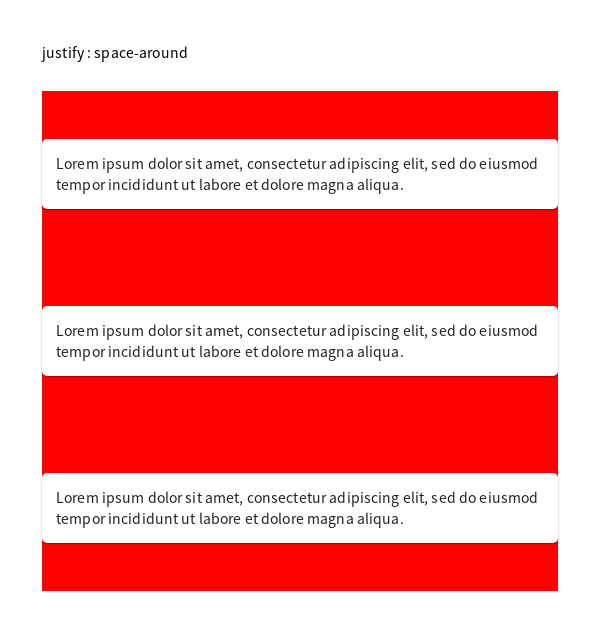 justify : space-around
Lorem ipsum dolor sit amet, consectetur adipiscing elit, sed do eiusmod
tempor incididunt ut labore et dolore magna aliqua.
Lorem ipsum dolor sit amet, consectetur adipiscing elit, sed do eiusmod
tempor incididunt ut labore et dolore magna aliqua.
Lorem ipsum dolor sit amet, consectetur adipiscing elit, sed do eiusmod
tempor incididunt ut labore et dolore magna aliqua.